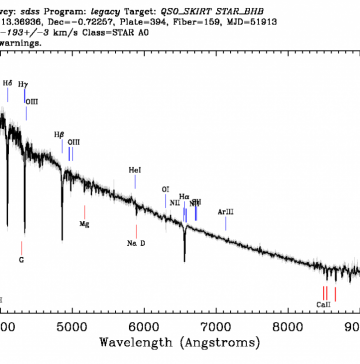 vey: sdss Program: legacy Target: QSO_SKIRT STAR_BHB
13.36936, Dec=-0.72257, Plate=394, Fiber=159, MJD=51913
-193+/-3 km/s Class=STAR A0
warnings.
Hδ Hγ
OIII
Hβ
OIII
HeI
OI
Hα
NII
SII
ArIII
G
Mg
Na D
CaII
5000 6000 7000 8000
Wavelength (Angstroms)